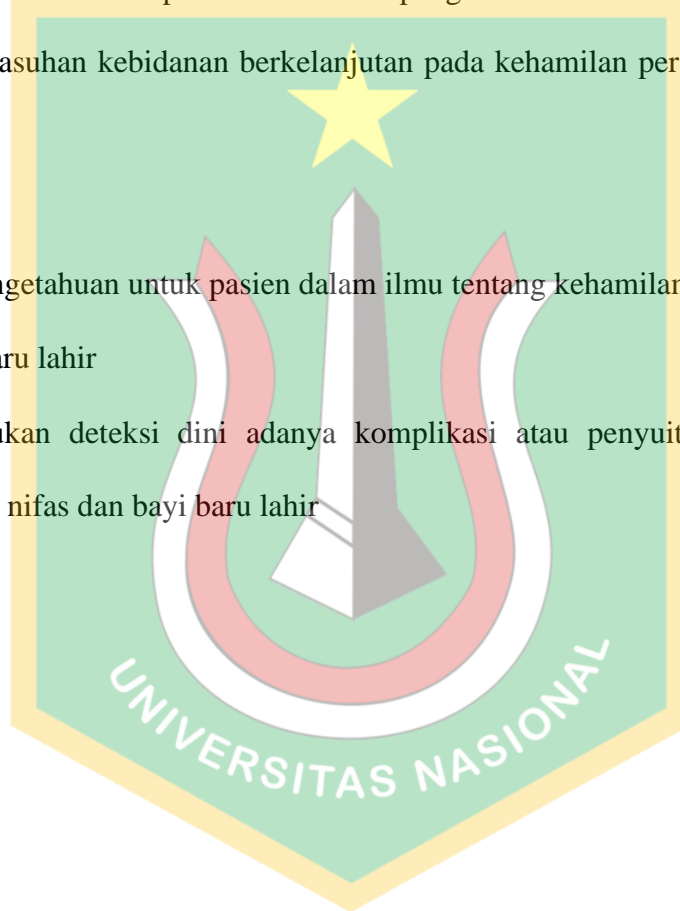 asuhan kebidanan berkelanjutan pada kehamilan per
ngetahuan untuk pasien dalam ilmu tentang kehamilan
aru lahir
ukan deteksi dini adanya komplikasi atau penyuit
nifas dan bayi baru lahir
UNIVERSITAS NASIONAL